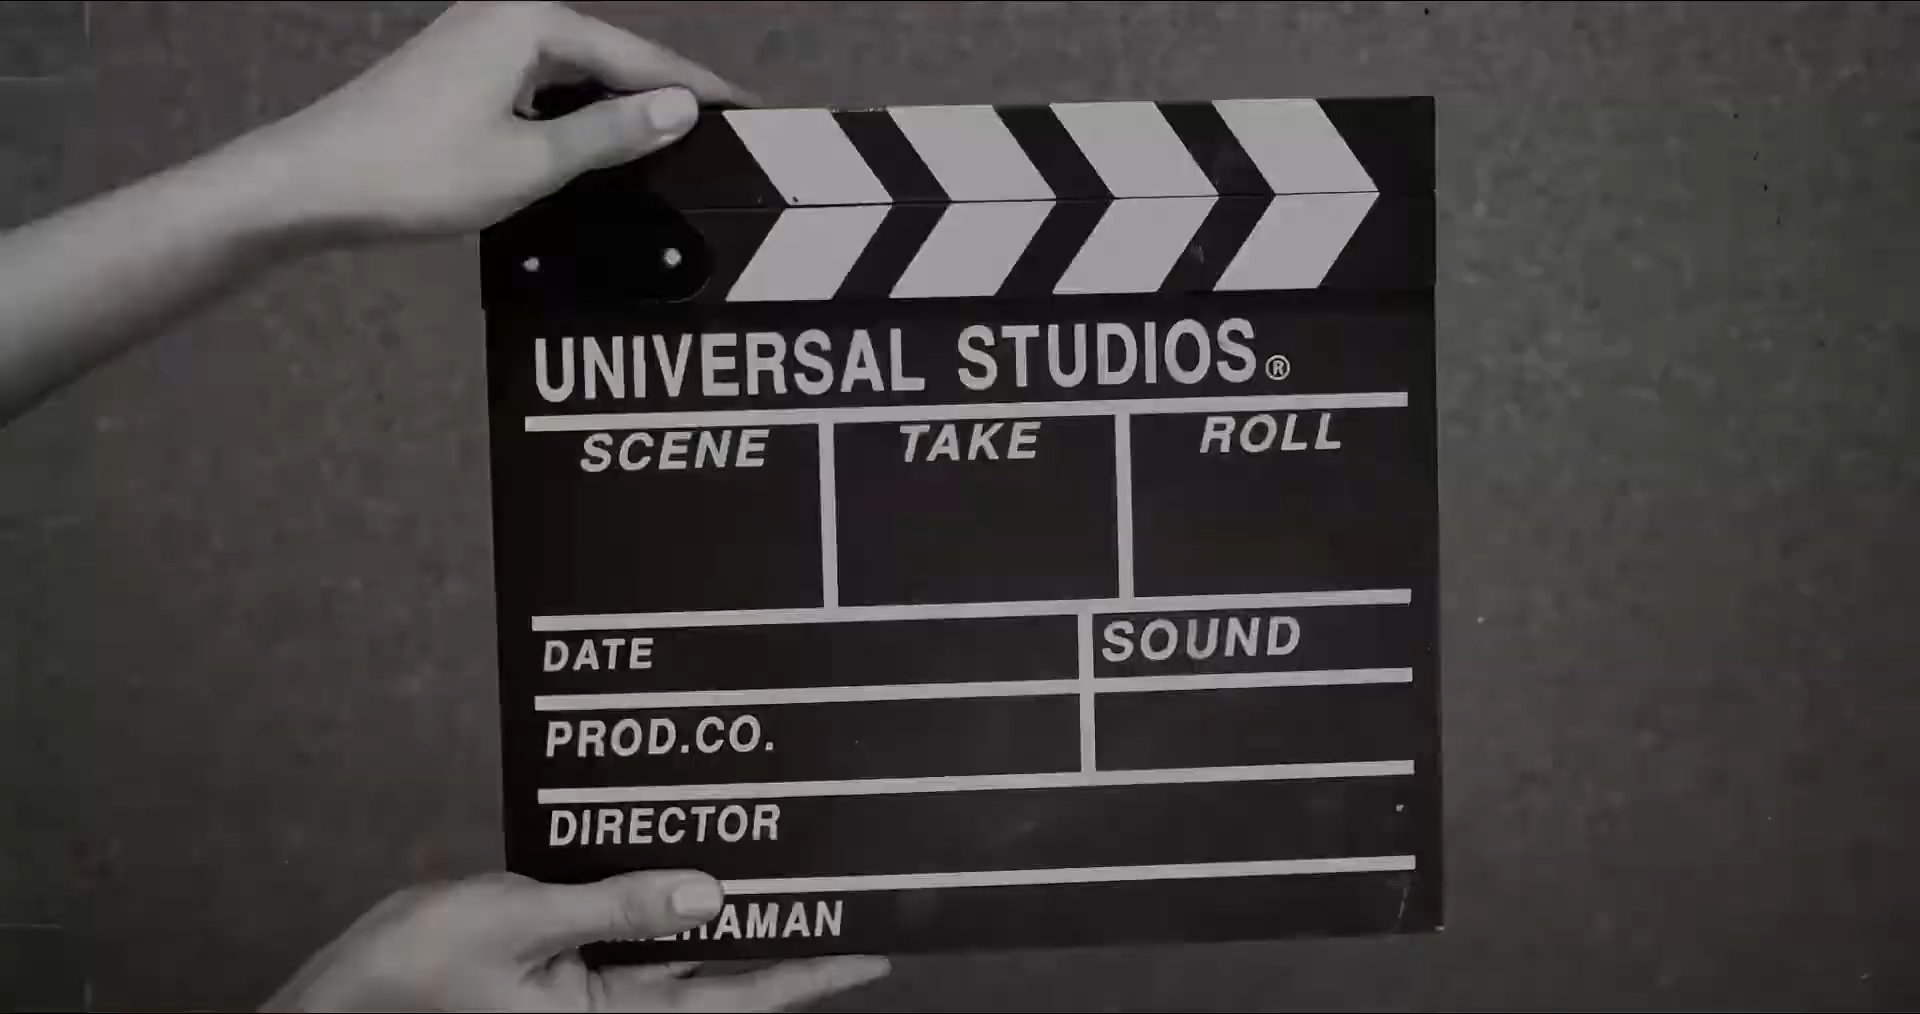 UNIVERSAL STUDIOS®
SCENE TAKE ROLL
DATE SOUND
PROD.CO.
DIRECTOR